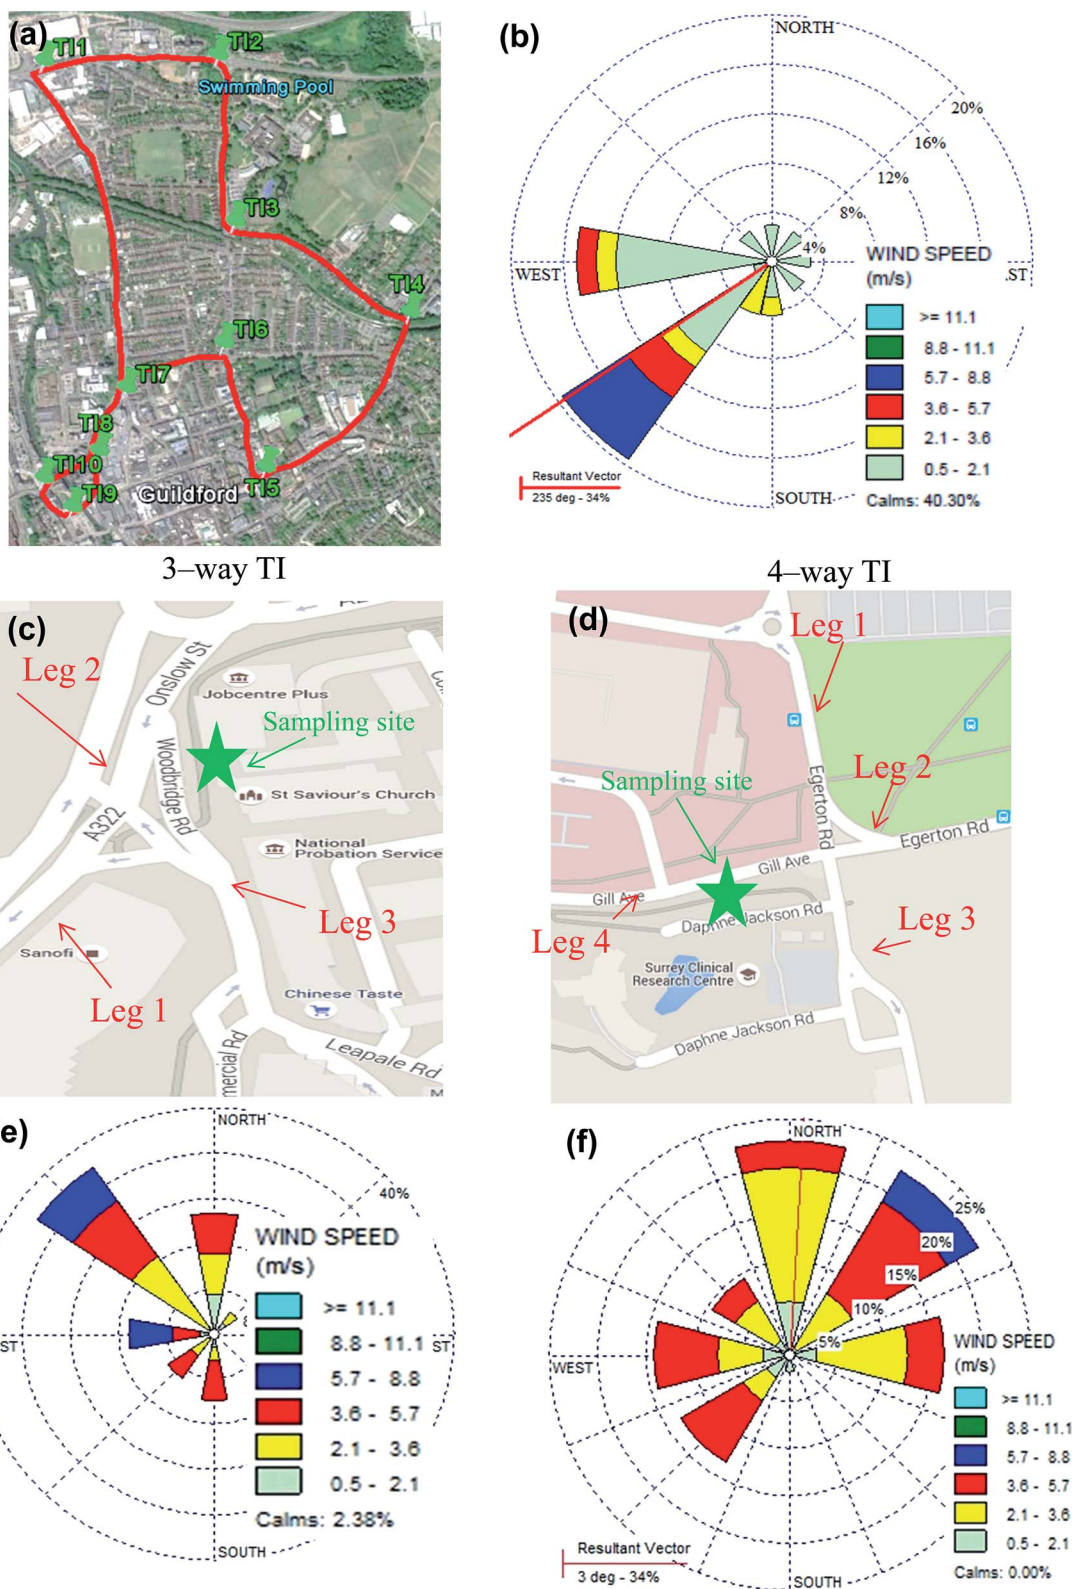 (a)
TI1
TI2
Swimming Pool
TI3
TI4
TI6
TI7
TI8
TI10
TI9
Guildford
TI5
(b)
NORTH
20%
16%
12%
8%
4%
WEST
ST
SOUTH
WIND SPEED
(m/s)
>= 11.1
8.8 - 11.1
5.7 - 8.8
3.6 - 5.7
2.1 - 3.6
0.5 - 2.1
Calms: 40.30%
Resultant Vector
235 deg - 34%
3–way TI
4–way TI
(c)
Leg 2
Onslow St
Jobcentre Plus
Sampling site
Woodbridge Rd
St Saviour's Church
A322
National
Probation Service
Leg 3
Sanofi
Leg 1
Chinese Taste
mercial Rd
Leapale Rd
(d)
Leg 1
Leg 2
Sampling site
Egerton Rd
Egerton Rd
Gill Ave
Gill Ave
Daphne Jackson Rd
Leg 3
Leg 4
Surrey Clinical
Research Centre
Daphne Jackson Rd
e)
NORTH
40%
ST
ST
SOUTH
WIND SPEED
(m/s)
>= 11.1
8.8 - 11.1
5.7 - 8.8
3.6 - 5.7
2.1 - 3.6
0.5 - 2.1
Calms: 2.38%
(f)
NORTH
25%
20%
15%
10%
5%
WEST
SOUTH
WIND SPEED
(m/s)
>= 11.1
8.8 - 11.1
5.7 - 8.8
3.6 - 5.7
2.1 - 3.6
0.5 - 2.1
Calms: 0.00%
Resultant Vector
3 deg - 34%